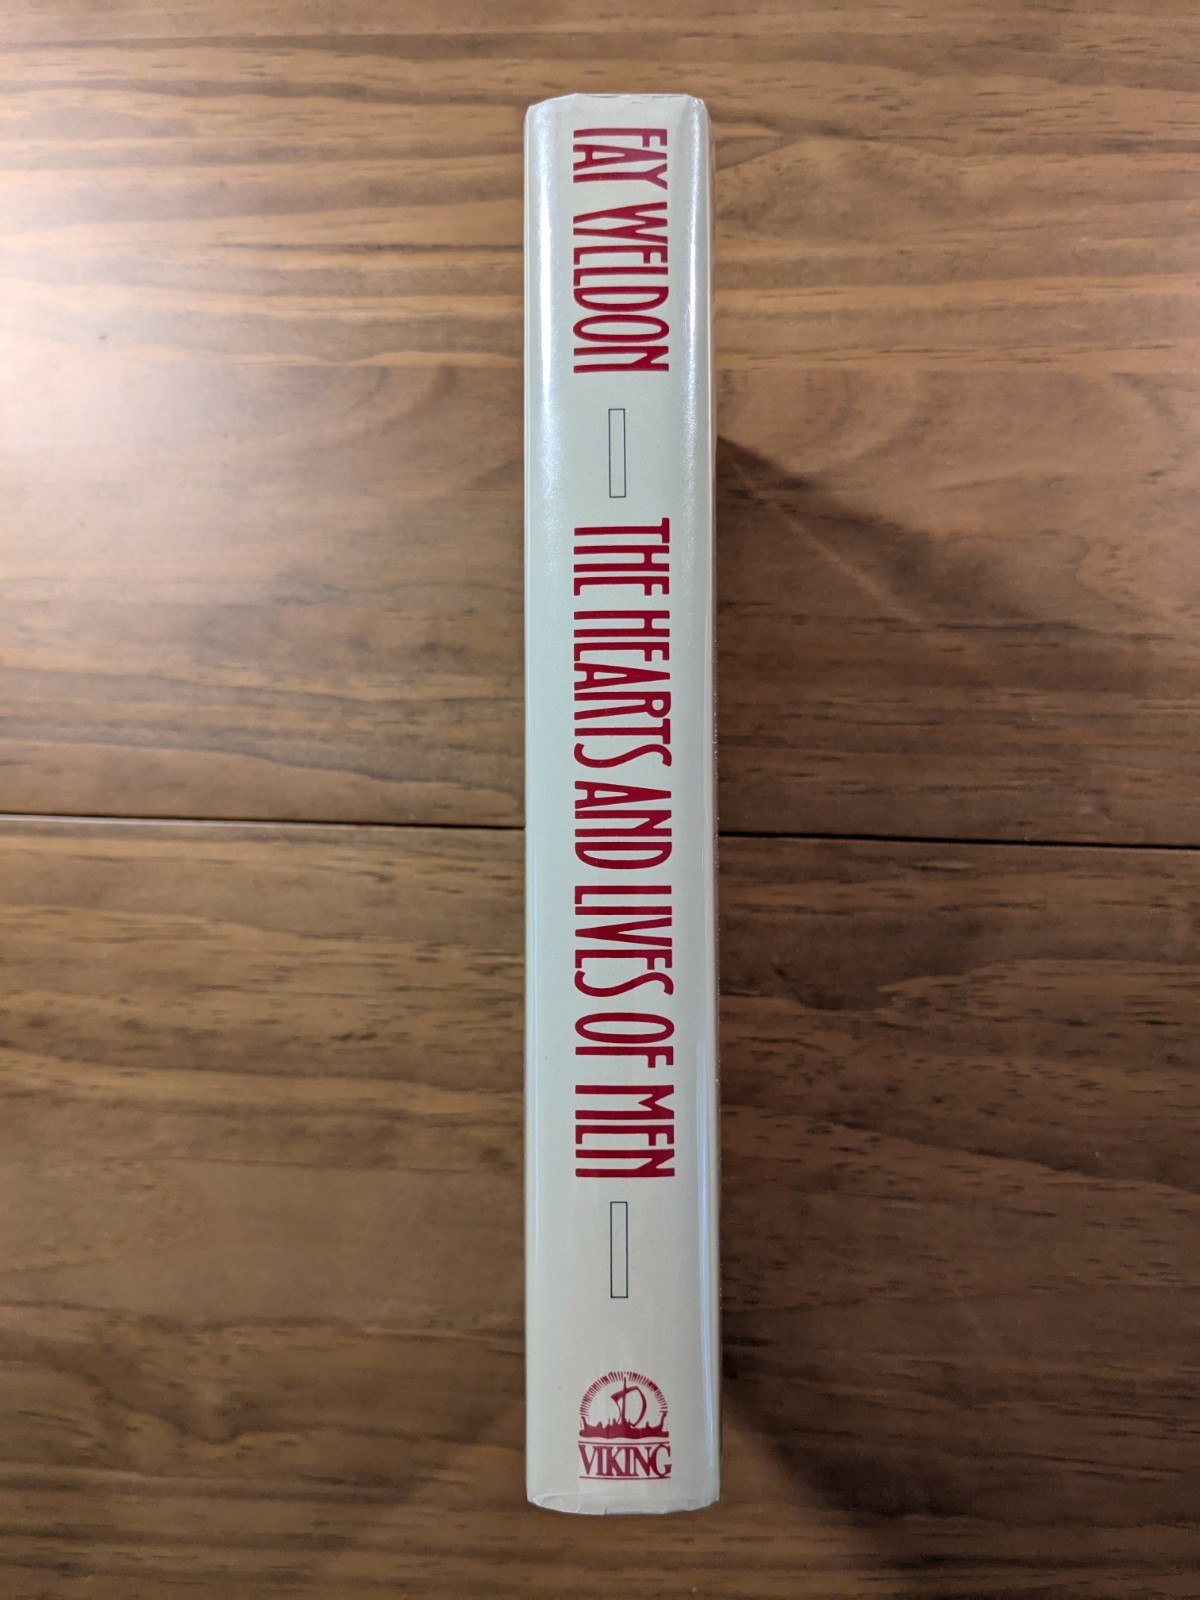 FAY WELDON
THE HEARTS AND LIVES OF MEN
VIKING